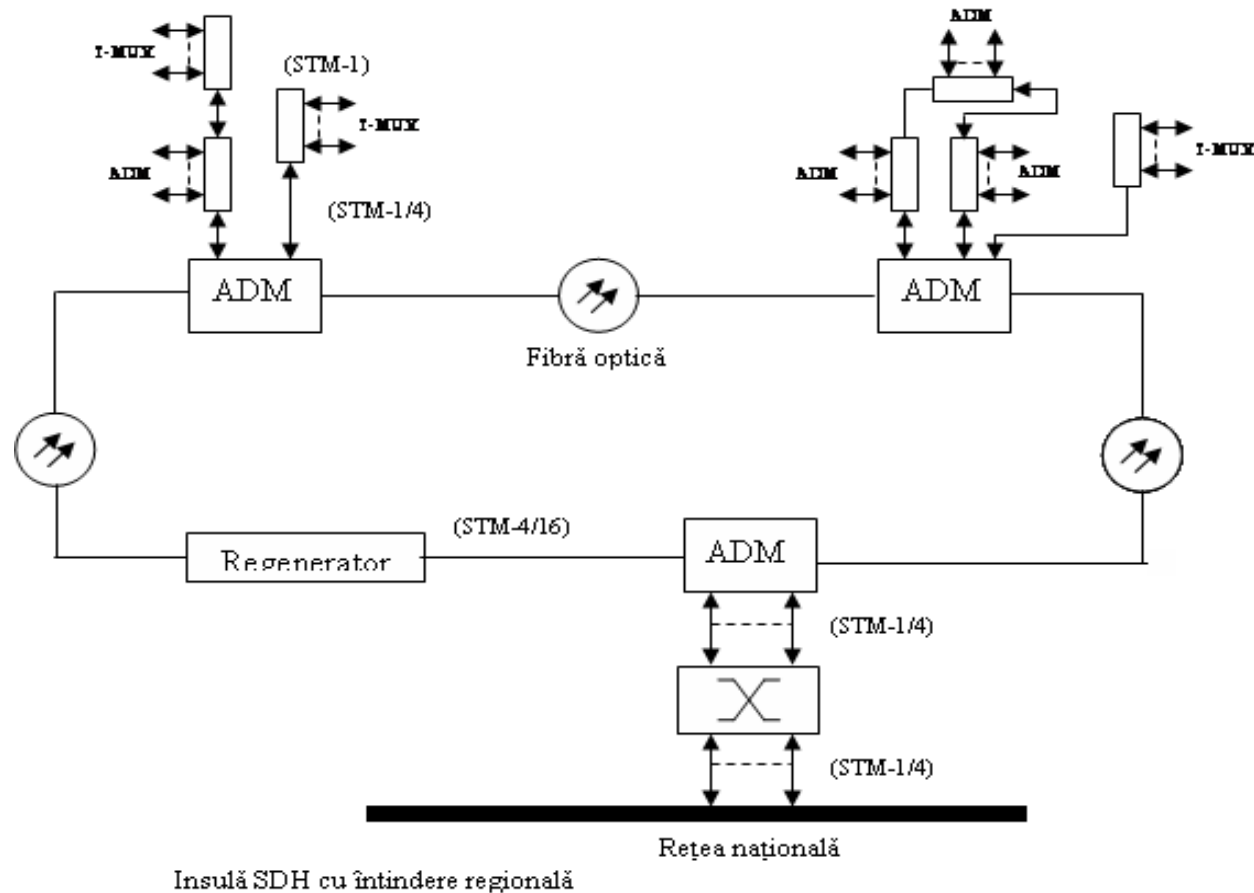 ADM
T-MUX
(STM-1)
T-MUX
T-MUX
ADM
ADM
ADM
(STM-1/4)
ADM
ADM
Fibră optică
(STM-4/16)
Regenerator
ADM
(STM-1/4)
(STM-1/4)
Rețea națională
Insulă SDH cu întindere regională